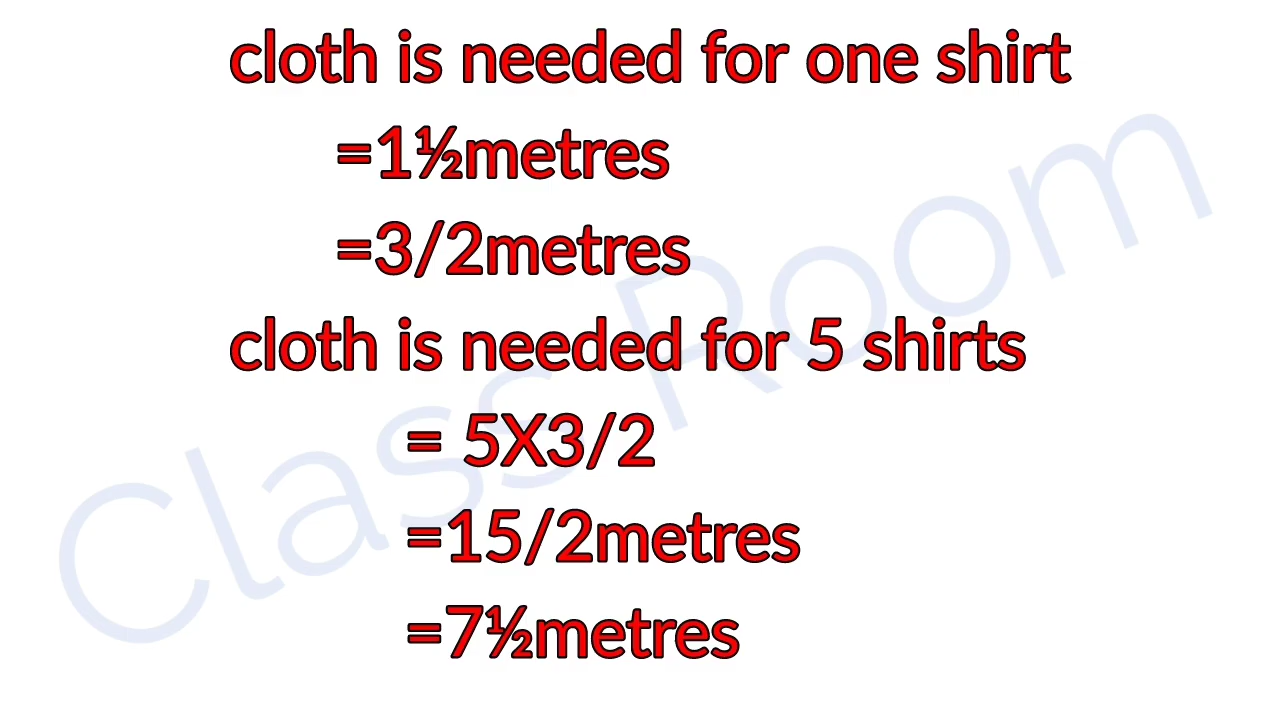 cloth is needed for one shirt
=1½metres
=3/2metres
cloth is needed for 5 shirts
= 5X3/2
=15/2metres
=7½metres
Class Room